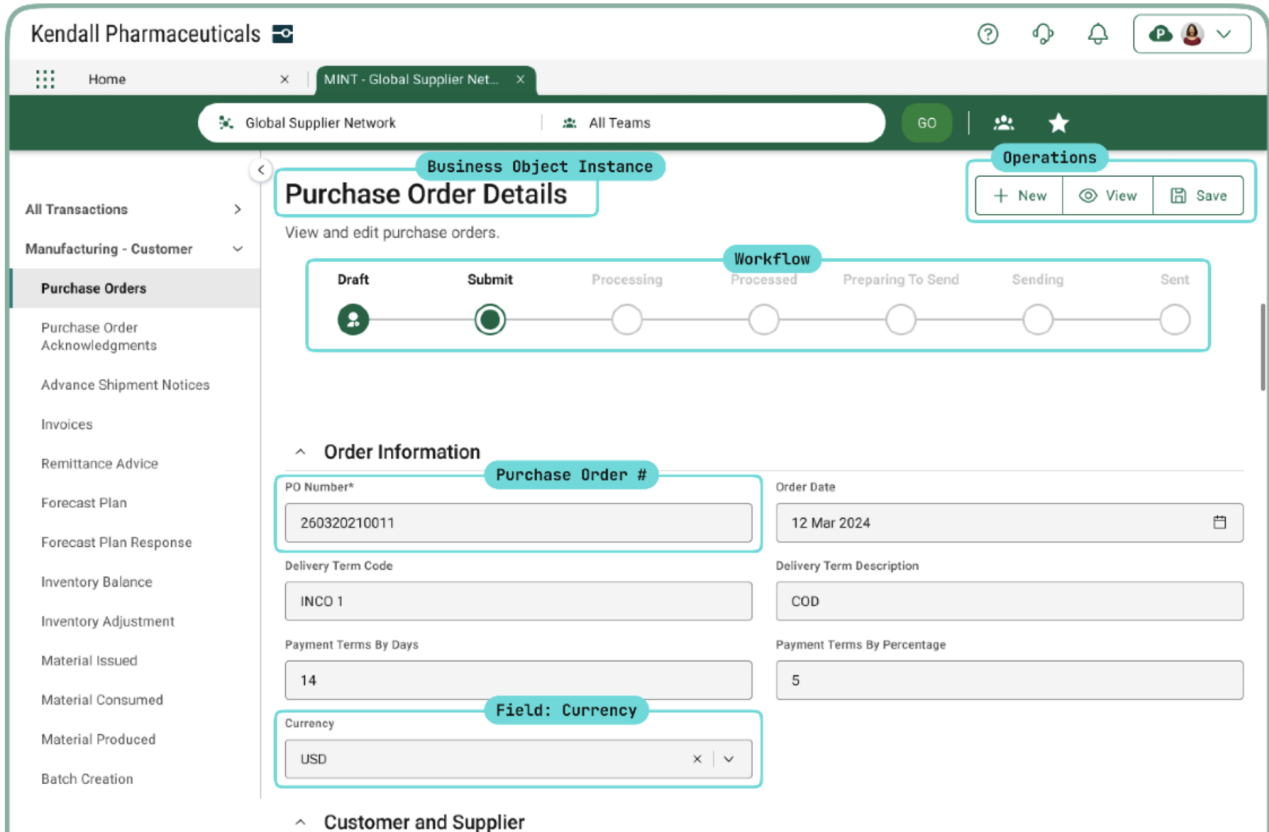 Kendall Pharmaceuticals
P
Home
MINT - Global Supplier Net...
Global Supplier Network
All Teams
GO
All Transactions
Manufacturing - Customer
Purchase Orders
Purchase Order
Acknowledgments
Advance Shipment Notices
Invoices
Remittance Advice
Forecast Plan
Forecast Plan Response
Inventory Balance
Inventory Adjustment
Material Issued
Material Consumed
Material Produced
Batch Creation
Business Object Instance
Purchase Order Details
View and edit purchase orders.
Operations
New View Save
Workflow
Draft Submit Processing Processed Preparing To Send Sending Sent
Order Information
Purchase Order #
PO Number* Order Date
260320210011 12 Mar 2024
Delivery Term Code Delivery Term Description
INCO 1 COD
Payment Terms By Days Payment Terms By Percentage
14 5
Field: Currency
Currency
USD
Customer and Supplier